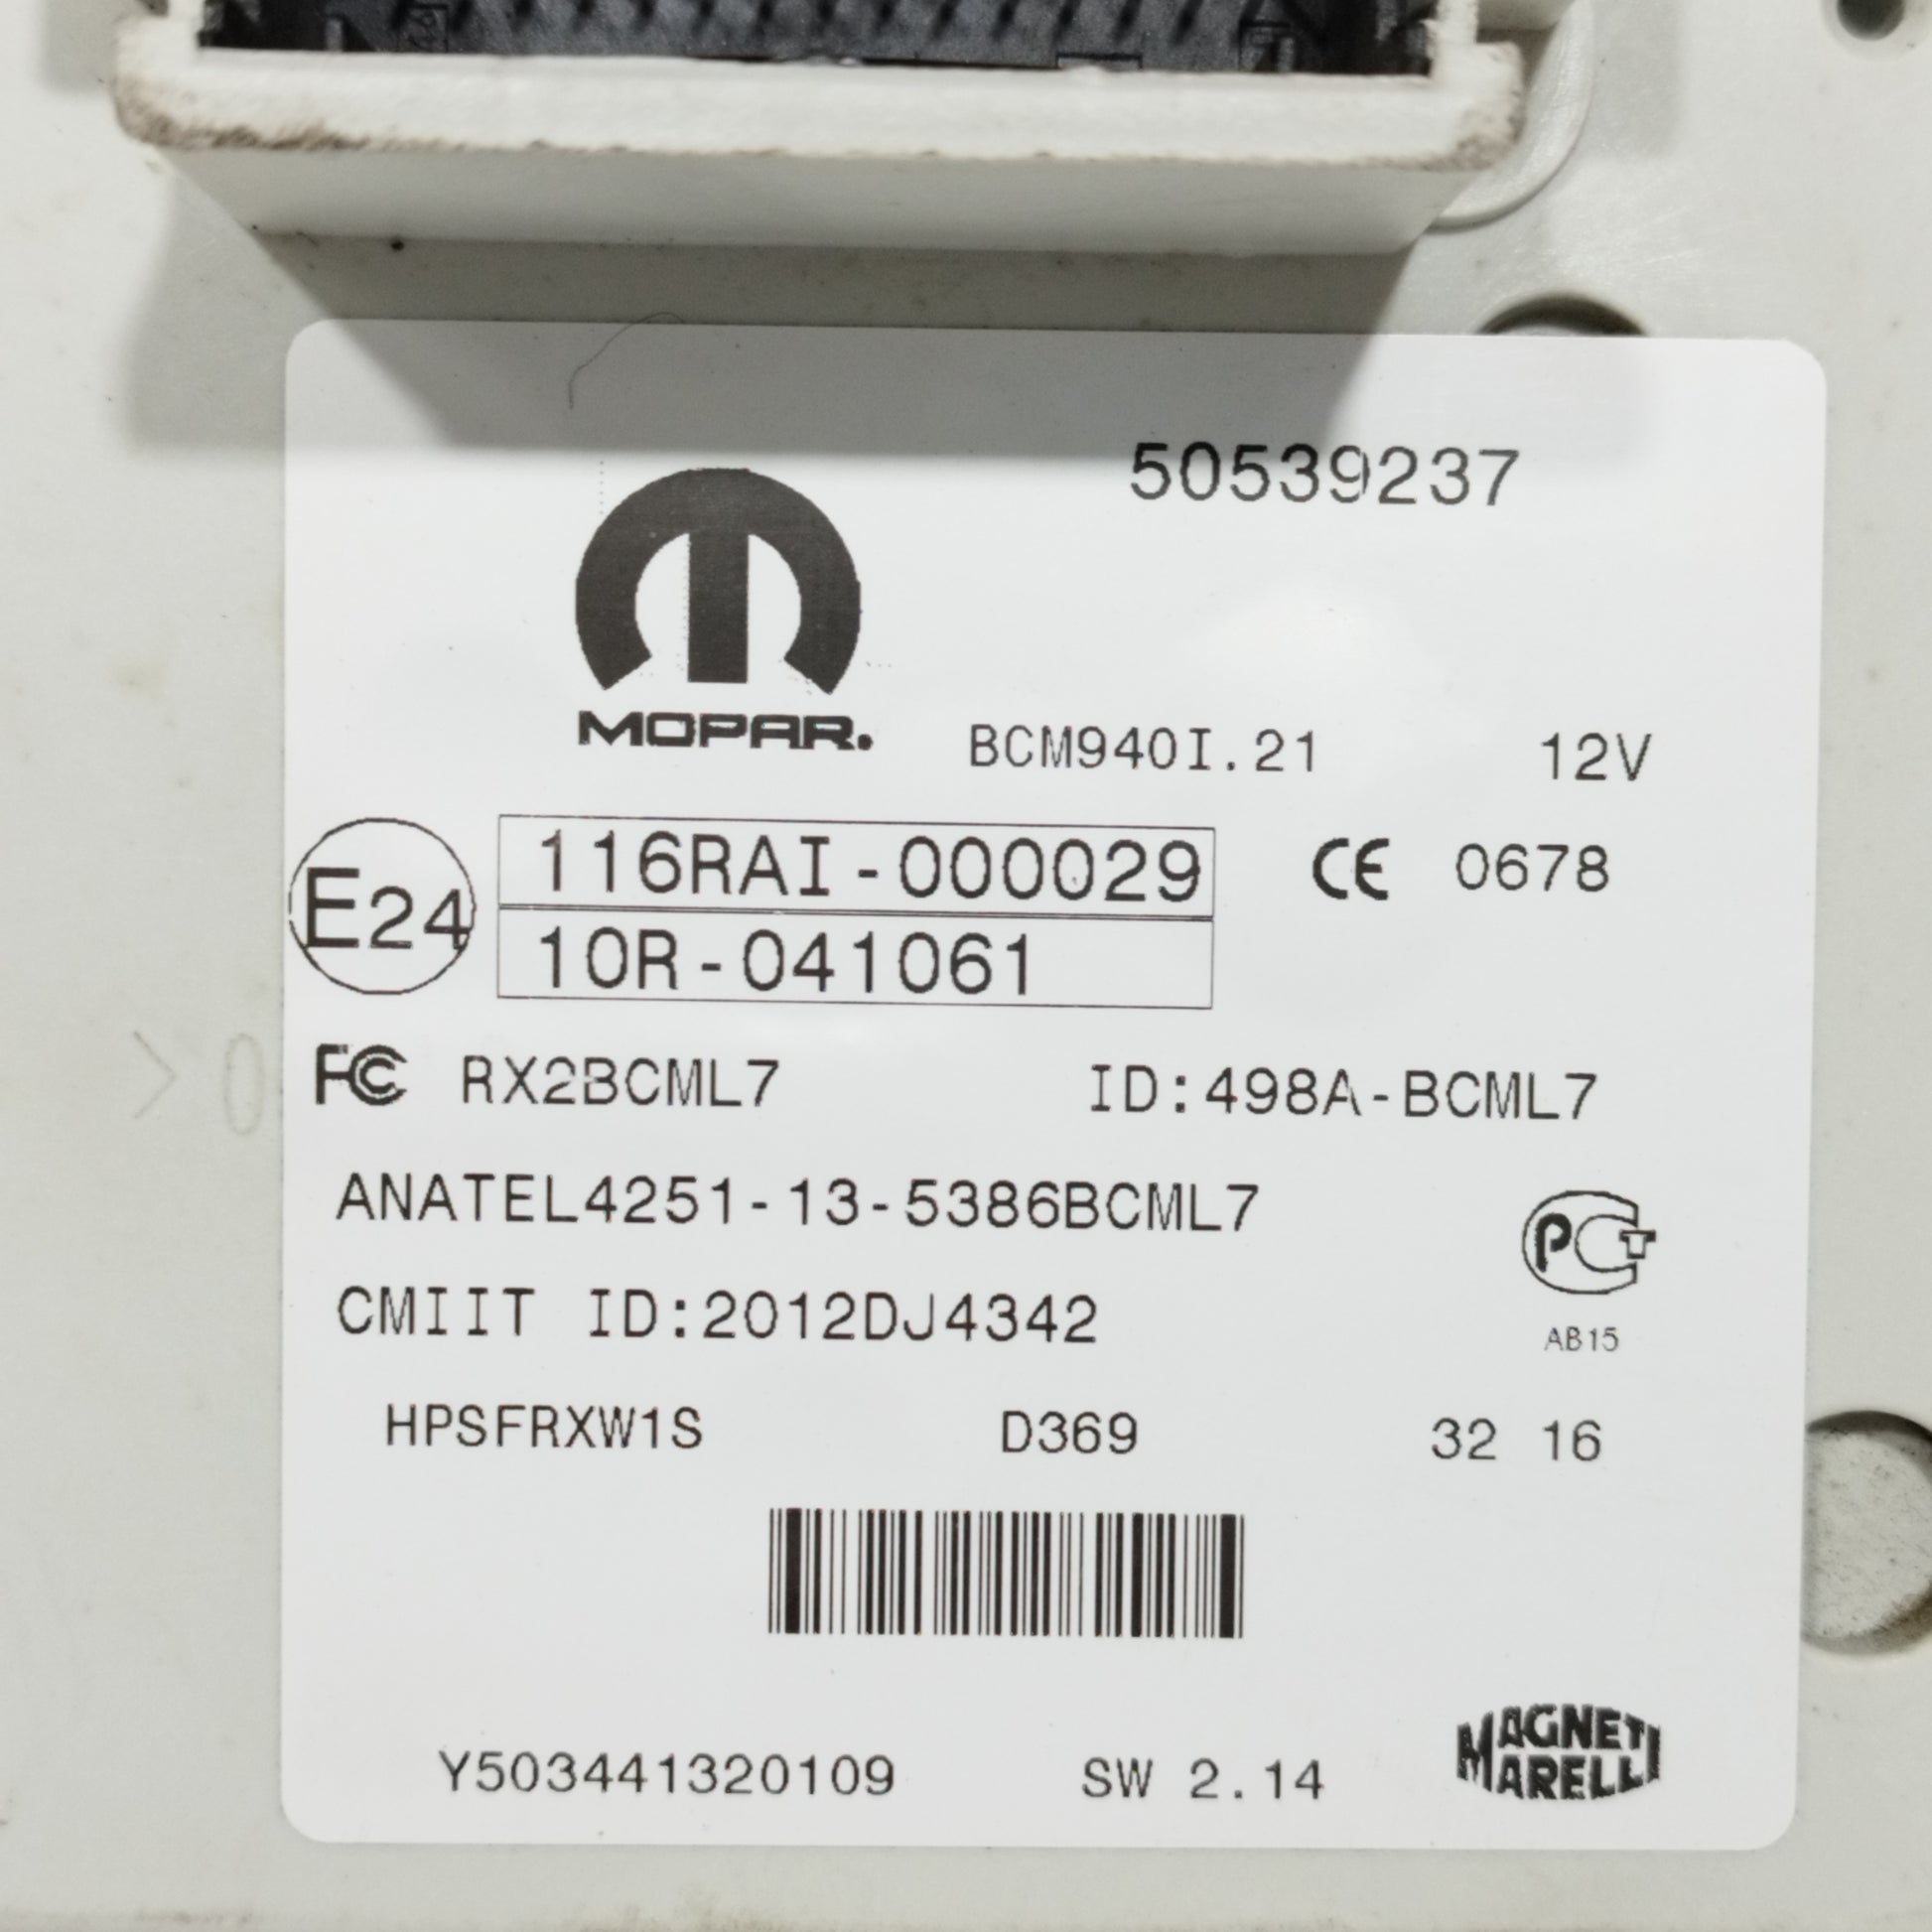 50539237
MOPAR.
BCM940I.21 12V
E24
116RAI-000029
10R-041061
CE 0678
FC RX2BCML7 ID:498A-BCML7
ANATEL4251-13-5386BCML7
PCT
CMIIT ID:2012DJ4342
AB15
HPSFRXW1S D369 32 16
Y503441320109 SW 2.14
MAGNETI
MARELLI